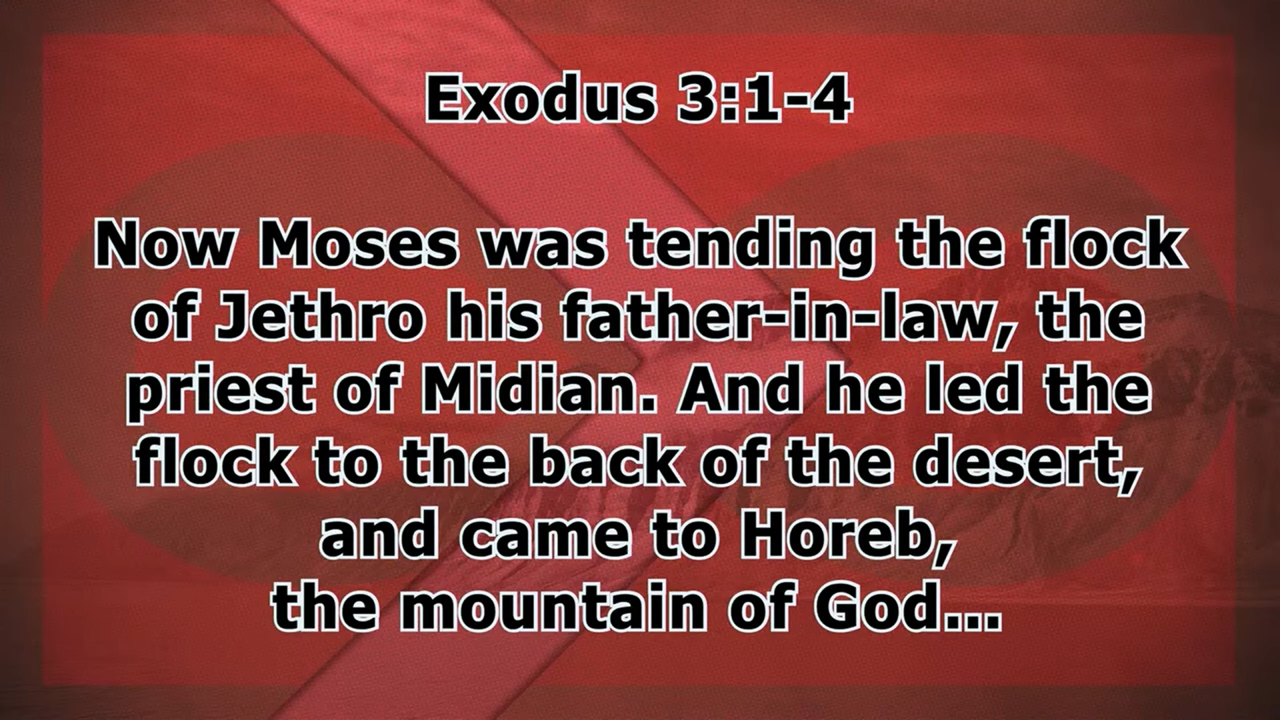 Exodus 3:1-4
Now Moses was tending the flock
of Jethro his father-in-law, the
priest of Midian. And he led the
flock to the back of the desert,
and came to Horeb,
the mountain of God...